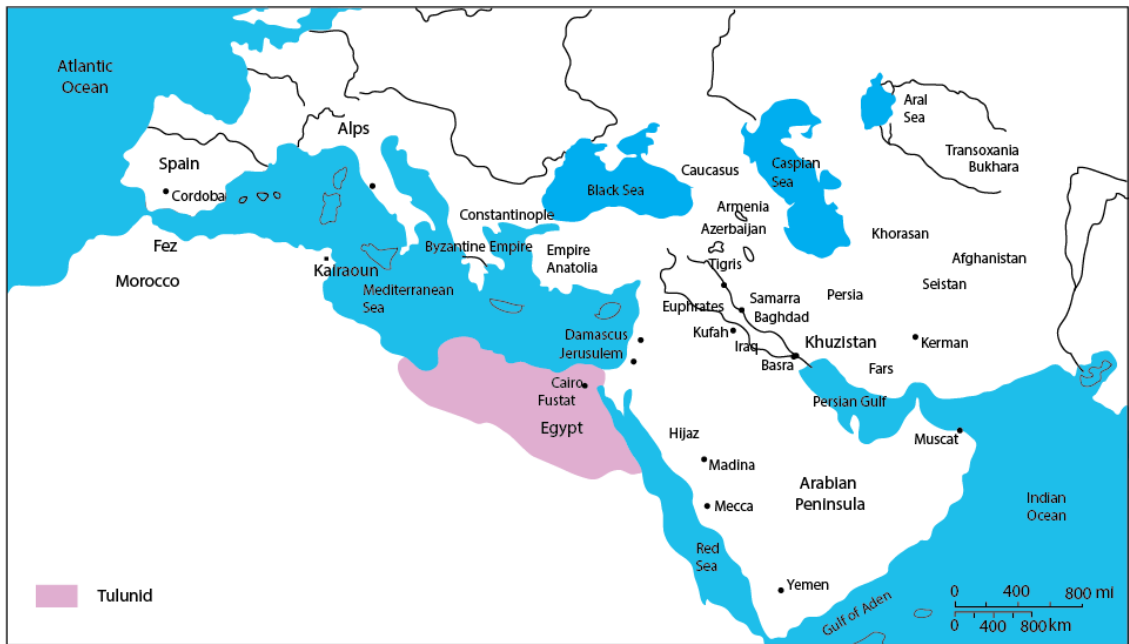 Atlantic
Ocean
Aral
Sea
Alps
Transoxania
Bukhara
Spain
Caspian
Sea
Caucasus
Black Sea
Cordoba
Armenia
Constantinople
Azerbaijan
Khorasan
Fez
Byzantine Empire
Empire
Anatolia
Afghanistan
Kairaoun
Tigris
Morocco
Seistan
Mediterranean
Sea
Persia
Samarra
Euphrates
Baghdad
Damascus
Kufah
Khuzistan
Kerman
Jerusulem
Iraq
Basra
Fars
Cairo
Fustat
Persian Gulf
Egypt
Hijaz
Muscat
Madina
Arabian
Peninsula
Indian
Ocean
Mecca
Red
Sea
Yemen
Gulf of Aden
Tulunid
0 400 800 mi
0 400 800 km